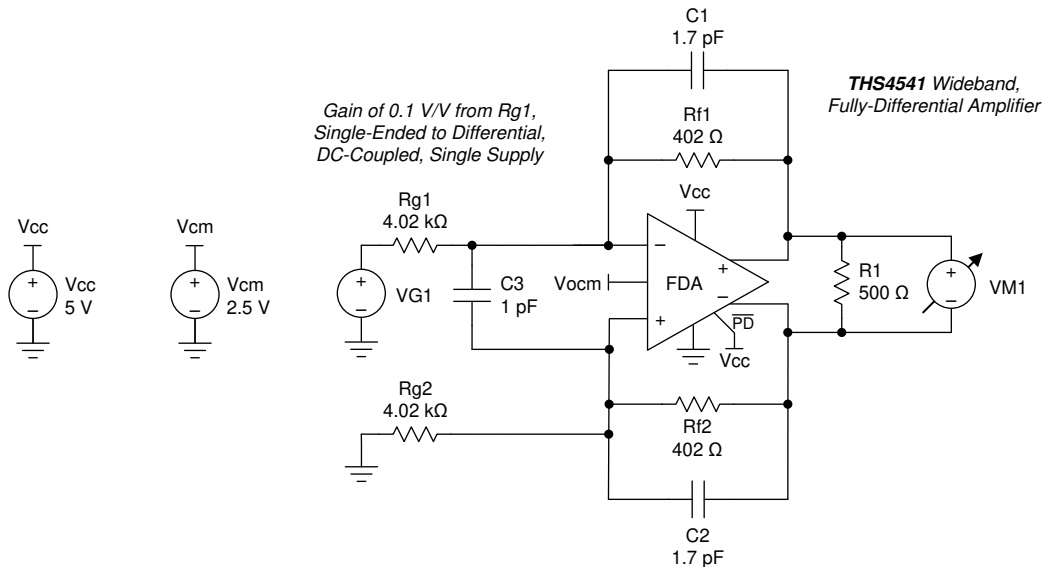 C1
1.7 pF
THS4541 Wideband,
Fully-Differential Amplifier
Gain of 0.1 V/V from Rg1,
Single-Ended to Differential,
DC-Coupled, Single Supply
Rf1
402 Ω
Vcc
Rg1
4.02 kΩ
Vcc
+
Vcc
5 V
−
Vcm
+
Vcm
2.5 V
−
+
VG1
−
C3
1 pF
−
Vocm
FDA
+
−
+
PD
Vcc
R1
500 Ω
+
VM1
−
Rg2
4.02 kΩ
Rf2
402 Ω
C2
1.7 pF